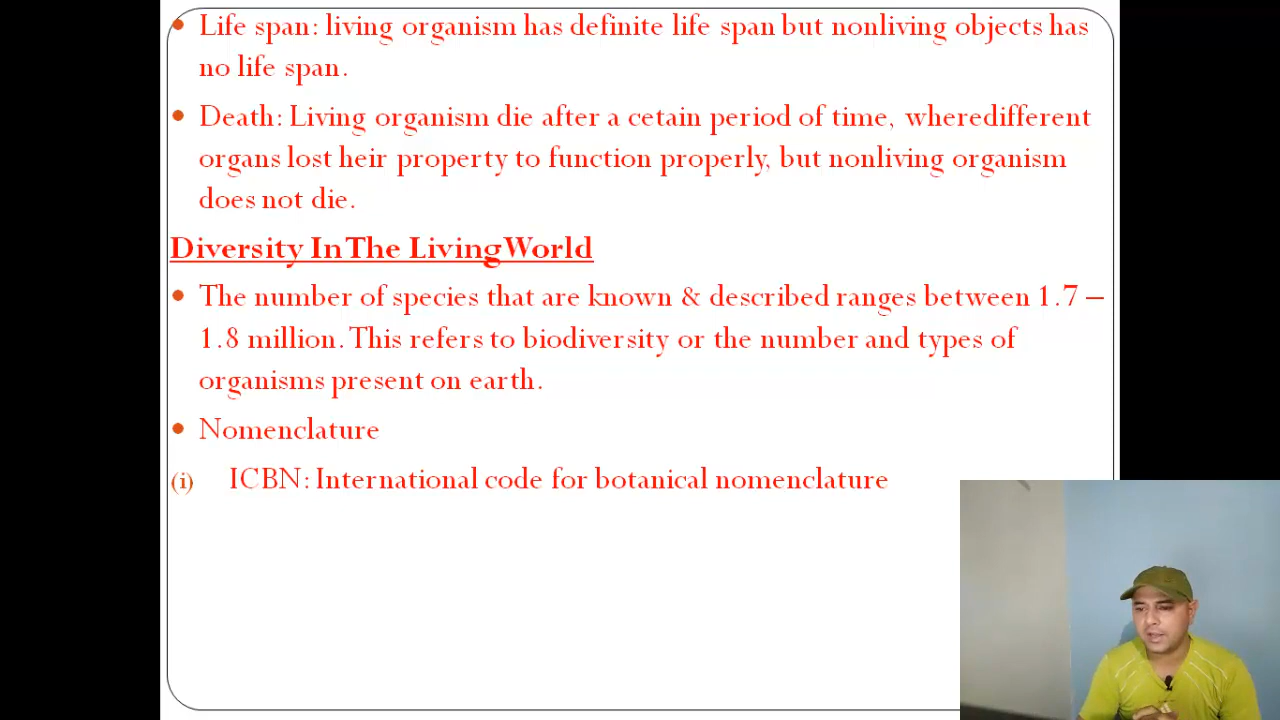 • Life span: living organism has definite life span but nonliving objects has
no life span.
• Death: Living organism die after a cetain period of time, wheredifferent
organs lost heir property to function properly, but nonliving organism
does not die.
Diversity In The Living World
• The number of species that are known & described ranges between 1.7 –
1.8 million. This refers to biodiversity or the number and types of
organisms present on earth.
• Nomenclature
(i) ICBN: International code for botanical nomenclature